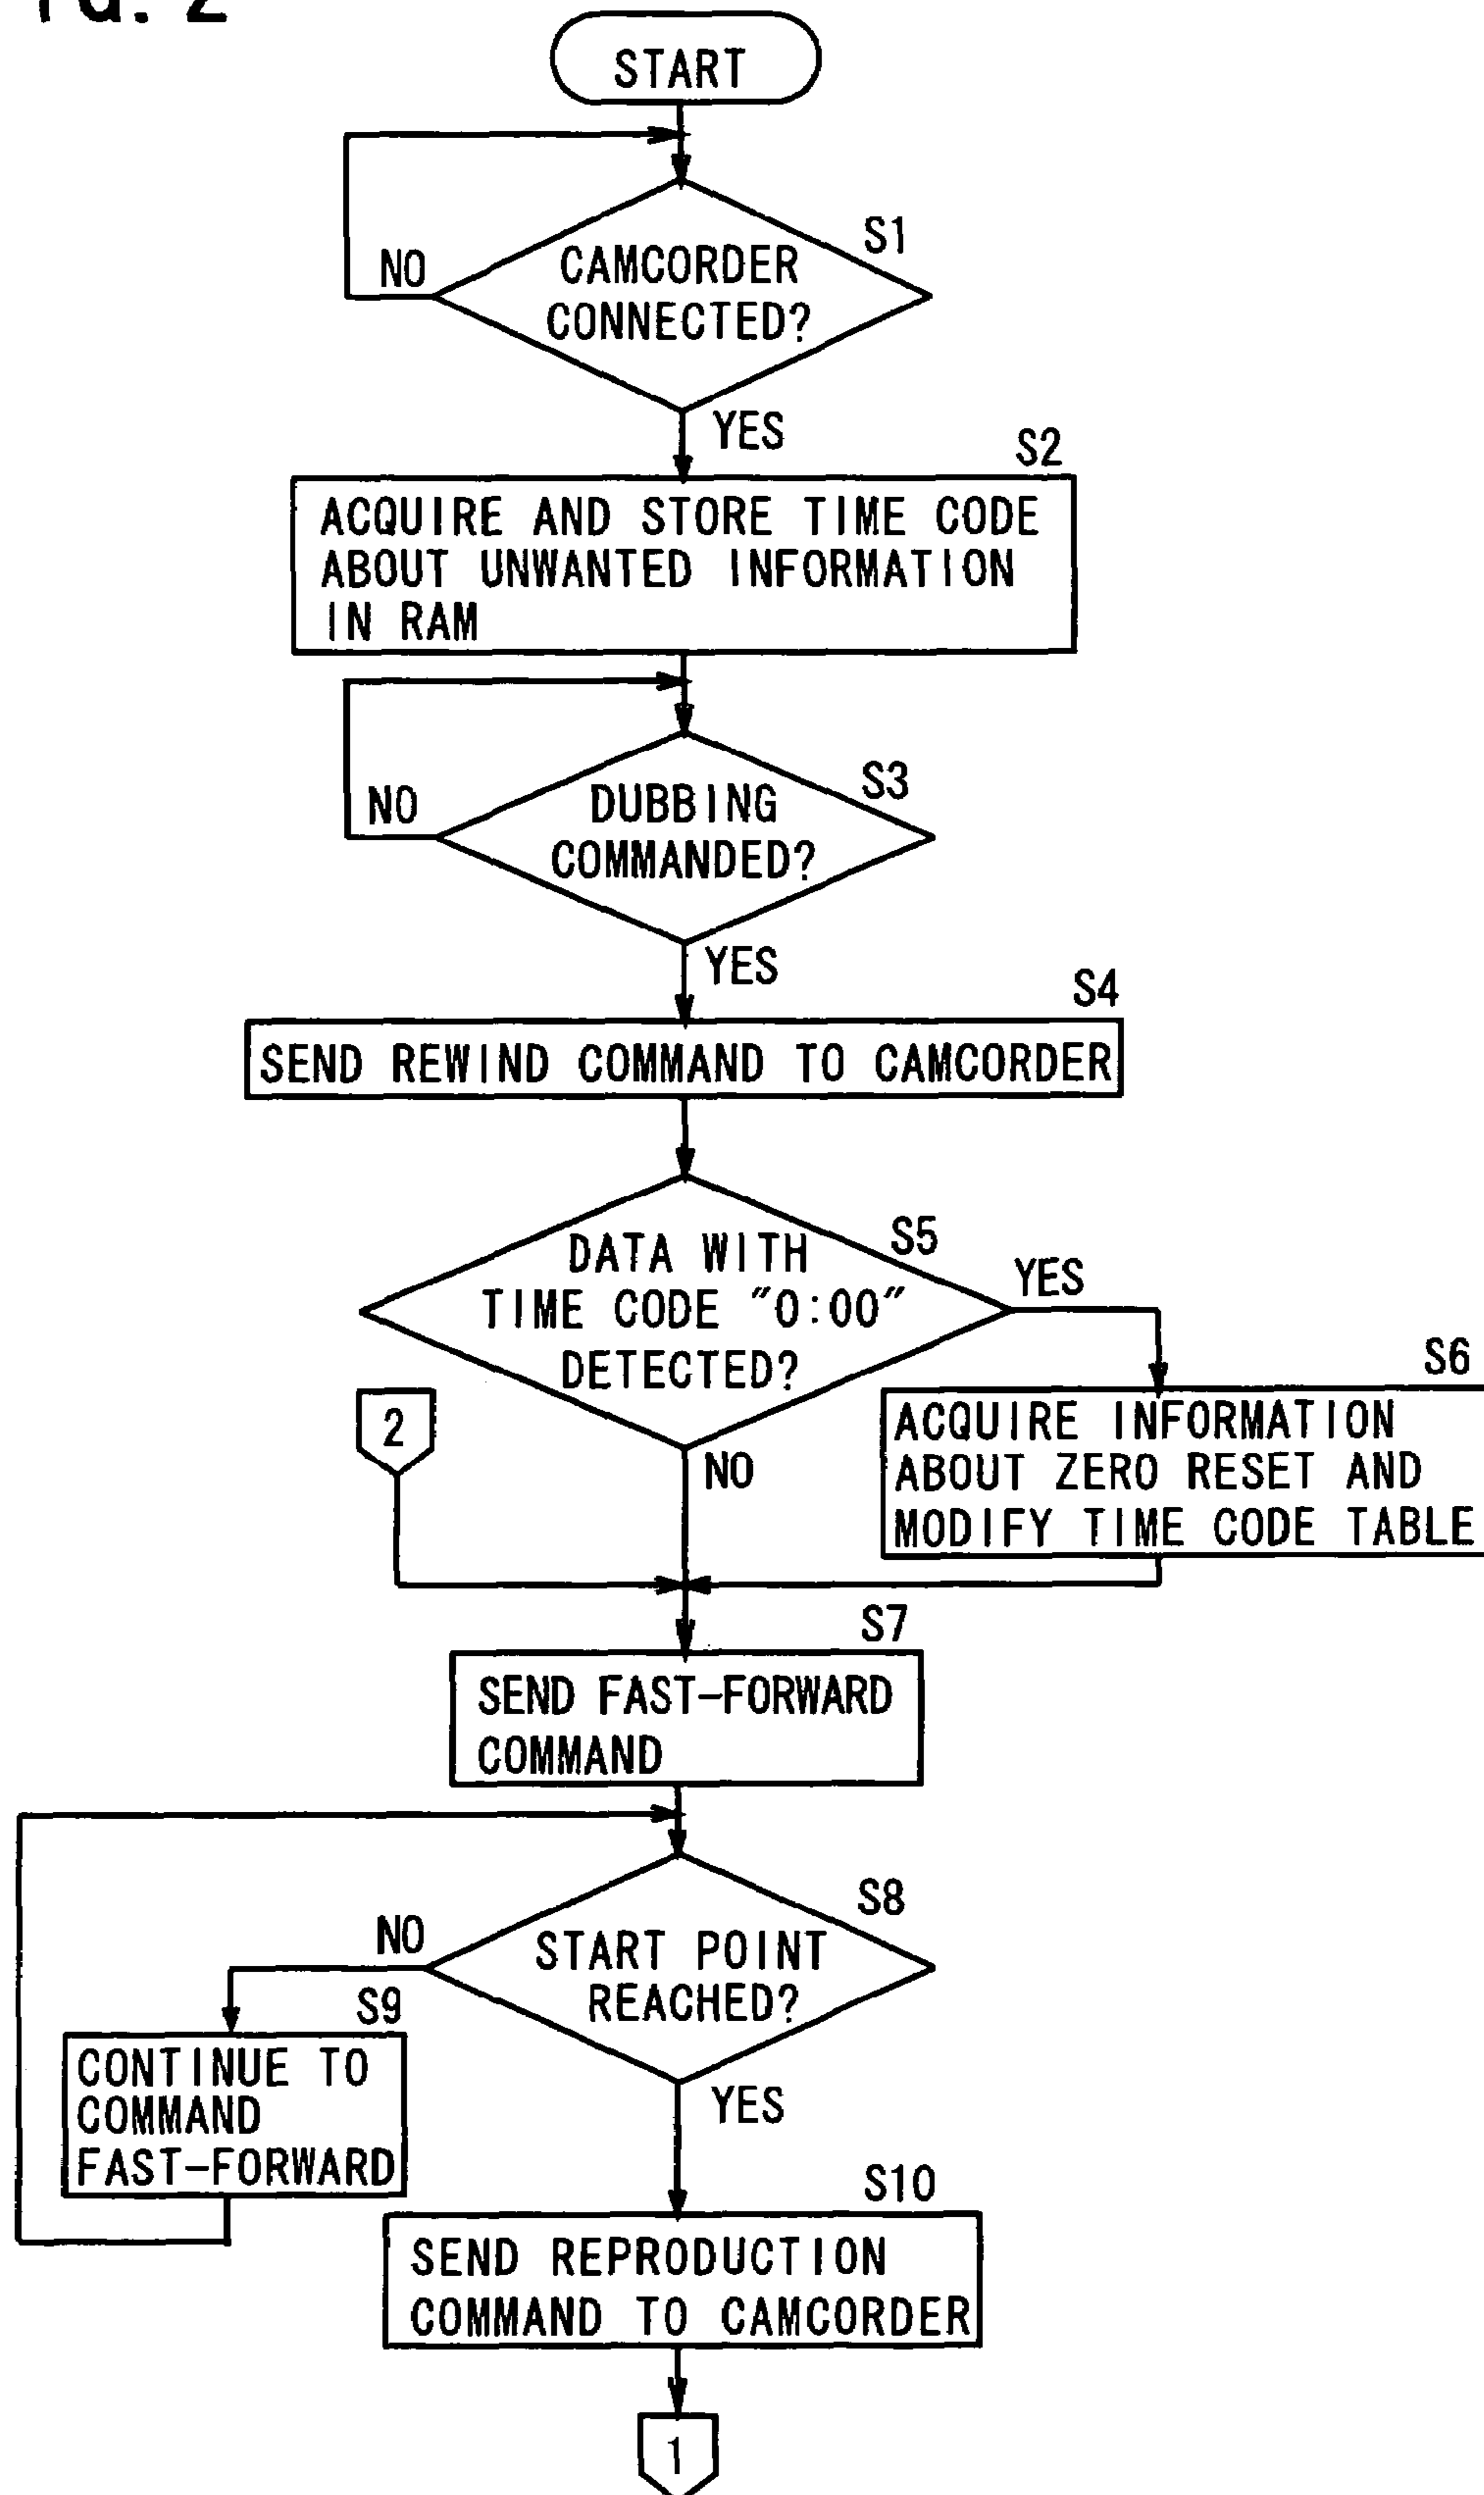 FIG. 2
START
S1
NO
CAMCORDER
CONNECTED?
YES
S2
ACQUIRE AND STORE TIME CODE
ABOUT UNWANTED INFORMATION
IN RAM
S3
NO
DUBBING
COMMANDED?
YES
S4
SEND REWIND COMMAND TO CAMCORDER
S5
DATA WITH
TIME CODE "0:00"
DETECTED?
YES
S6
ACQUIRE INFORMATION
ABOUT ZERO RESET AND
MODIFY TIME CODE TABLE
2
NO
S7
SEND FAST-FORWARD
COMMAND
S8
NO
START POINT
REACHED?
S9
CONTINUE TO
COMMAND
FAST-FORWARD
YES
S10
SEND REPRODUCTION
COMMAND TO CAMCORDER
1